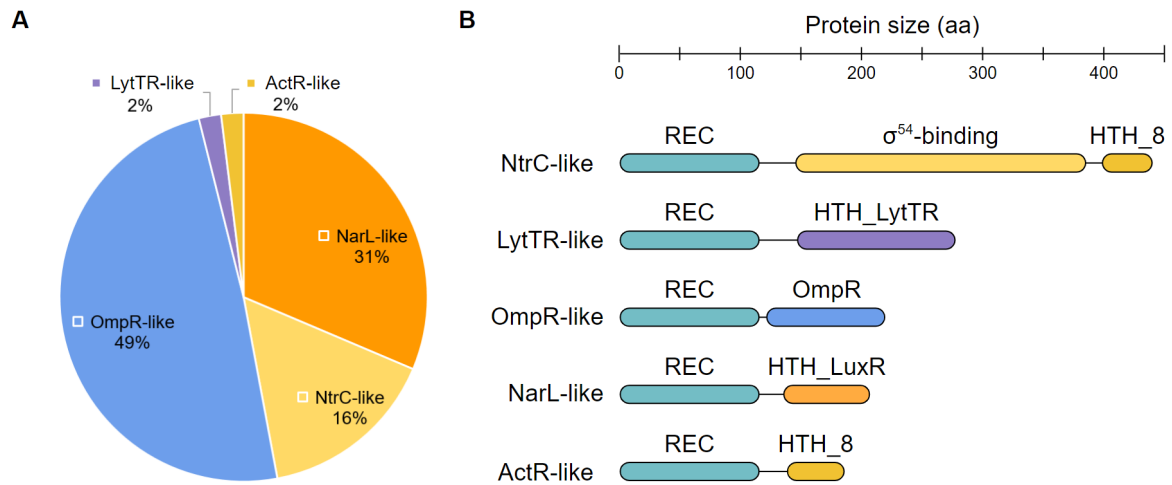 A
LytTR-like
2%
ActR-like
2%
NarL-like
31%
OmpR-like
49%
NtrC-like
16%
B
Protein size (aa)
0 100 200 300 400
REC σ⁵⁴-binding HTH_8
NtrC-like
REC HTH_LytTR
LytTR-like
REC OmpR
OmpR-like
REC HTH_LuxR
NarL-like
REC HTH_8
ActR-like